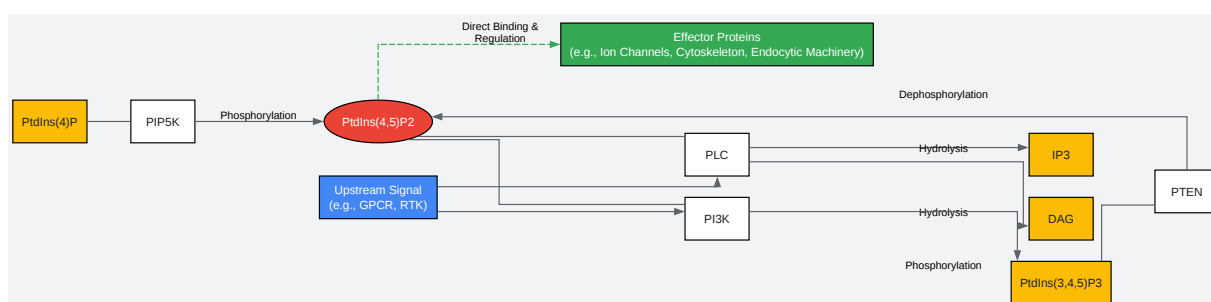 Direct Binding &
Regulation
Effector Proteins
(e.g., Ion Channels, Cytoskeleton, Endocytic Machinery)
Dephosphorylation
PtdIns(4)P
PIP5K
Phosphorylation
PtdIns(4,5)P2
PLC
Hydrolysis
IP3
Upstream Signal
(e.g., GPCR, RTK)
PTEN
PI3K
Hydrolysis
DAG
Phosphorylation
PtdIns(3,4,5)P3